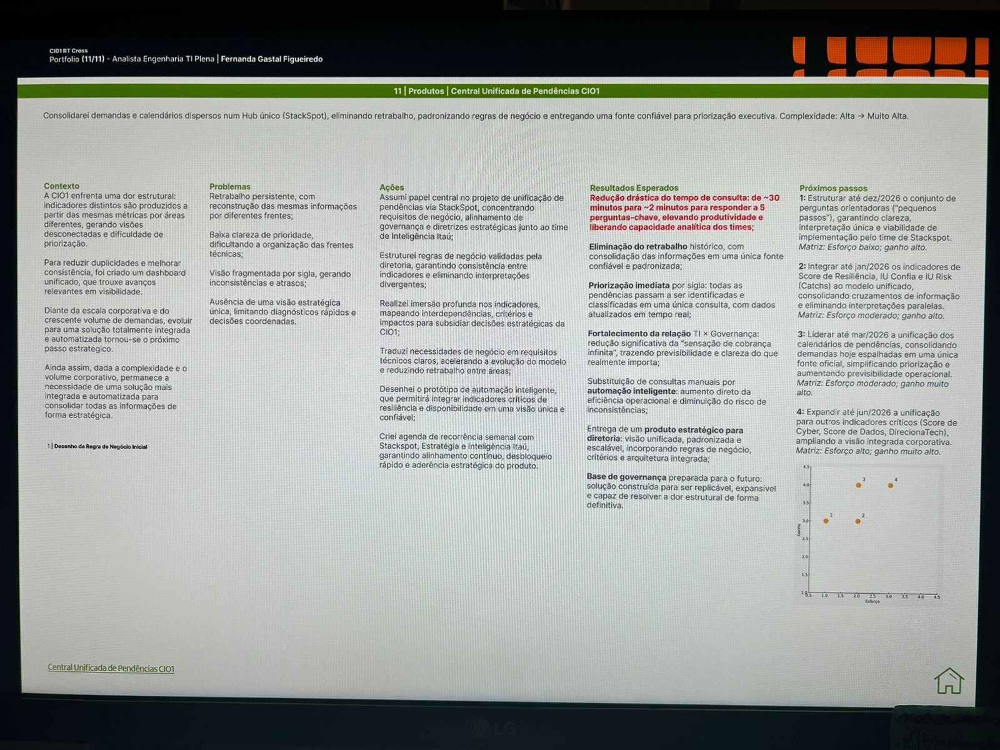 CIO1 RT Cross
Portfolio (11/11) - Analista Engenharia TI Plena | Fernanda Gastal Figueiredo
11 | Produtos | Central Unificada de Pendências CIO1
Consolidarei demandas e calendários dispersos num Hub único (StackSpot), eliminando retrabalho, padronizando regras de negócio e entregando uma fonte confiável para priorização executiva. Complexidade: Alta → Muito Alta.
Contexto
A CIO1 enfrenta uma dor estrutural:
indicadores distintos são produzidos a
partir das mesmas métricas por áreas
diferentes, gerando visões
desconectadas e dificuldade de
priorização.
Para reduzir duplicidades e melhorar
consistência, foi criado um dashboard
unificado, que trouxe avanços
relevantes em visibilidade.
Diante da escala corporativa e do
crescente volume de demandas, evoluir
para uma solução totalmente integrada
e automatizada tornou-se o próximo
passo estratégico.
Ainda assim, dada a complexidade e o
volume corporativo, permanece a
necessidade de uma solução mais
integrada e automatizada para
consolidar todas as informações de
forma estratégica.
1 | Desenho da Regra de Negócio Inicial
Problemas
Retrabalho persistente, com
reconstrução das mesmas informações
por diferentes frentes;
Baixa clareza de prioridade,
dificultando a organização das frentes
técnicas;
Visão fragmentada por sigla, gerando
inconsistências e atrasos;
Ausência de uma visão estratégica
única, limitando diagnósticos rápidos e
decisões coordenadas.
Ações
Assumi papel central no projeto de unificação de
pendências via StackSpot, concentrando
requisitos de negócio, alinhamento de
governança e diretrizes estratégicas junto ao time
de Inteligência Itaú;
Estruturei regras de negócio validadas pela
diretoria, garantindo consistência entre
indicadores e eliminando interpretações
divergentes;
Realizei imersão profunda nos indicadores,
mapeando interdependências, critérios e
impactos para subsidiar decisões estratégicas da
CIO1;
Traduzi necessidades de negócio em requisitos
técnicos claros, acelerando a evolução do modelo
e reduzindo retrabalho entre áreas;
Desenhei o protótipo de automação inteligente,
que permitirá integrar indicadores críticos de
resiliência e disponibilidade em uma visão única e
confiável;
Criei agenda de recorrência semanal com
Stackspot, Estratégia e Inteligência Itaú,
garantindo alinhamento contínuo, desbloqueio
rápido e aderência estratégica do produto.
Resultados Esperados
Redução drástica do tempo de consulta: de ~30
minutos para ~2 minutos para responder a 5
perguntas-chave, elevando produtividade e
liberando capacidade analítica dos times;
Eliminação do retrabalho histórico, com
consolidação das informações em uma única fonte
confiável e padronizada;
Priorização imediata por sigla: todas as
pendências passam a ser identificadas e
classificadas em uma única consulta, com dados
atualizados em tempo real;
Fortalecimento da relação TI × Governança:
redução significativa da “sensação de cobrança
infinita”, trazendo previsibilidade e clareza do que
realmente importa;
Substituição de consultas manuais por
automação inteligente: aumento direto da
eficiência operacional e diminuição do risco de
inconsistências;
Entrega de um produto estratégico para
diretoria: visão unificada, padronizada e
escalável, incorporando regras de negócio,
critérios e arquitetura integrada;
Base de governança preparada para o futuro:
solução construída para ser replicável, expansível
e capaz de resolver a dor estrutural de forma
definitiva.
Próximos passos
1: Estruturar até dez/2026 o conjunto de
perguntas orientadoras (“pequenos
passos”), garantindo clareza,
interpretação única e viabilidade de
implementação pelo time de Stackspot.
Matriz: Esforço baixo; ganho alto.
2: Integrar até jan/2026 os indicadores de
Score de Resiliência, IU Confia e IU Risk
(Catchs) ao modelo unificado,
consolidando cruzamentos de informação
e eliminando interpretações paralelas.
Matriz: Esforço moderado; ganho alto.
3: Liderar até mar/2026 a unificação dos
calendários de pendências, consolidando
demandas hoje espalhadas em uma única
fonte oficial, simplificando priorização e
aumentando previsibilidade operacional.
Matriz: Esforço moderado; ganho muito
alto.
4: Expandir até jun/2026 a unificação
para outros indicadores críticos (Score de
Cyber, Score de Dados, DirecionaTech),
ampliando a visão integrada corporativa.
Matriz: Esforço alto; ganho muito alto.
4.5
3 4
4.0
3.5
1 2
3.0
Ganho
2.5
2.0
1.5
1.0
0.5 1.0 1.5 2.0 2.5 3.0 3.5 4.0 4.5
Esforço
Central Unificada de Pendências CIO1
LG